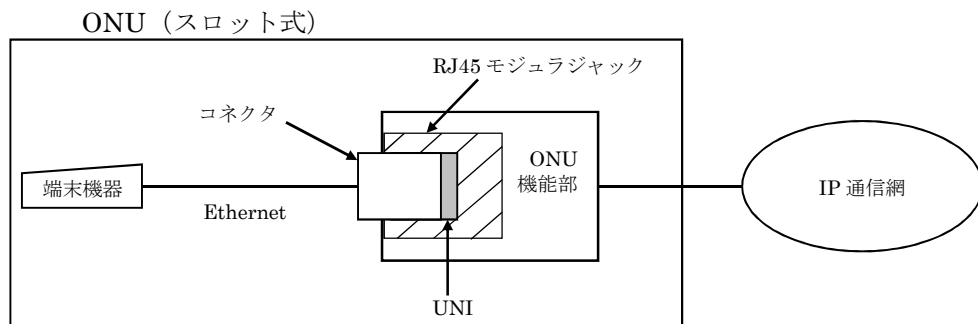 ONU（スロット式）
RJ45 モジュラジャック
コネクタ
ONU
機能部
端末機器
IP 通信網
Ethernet
UNI